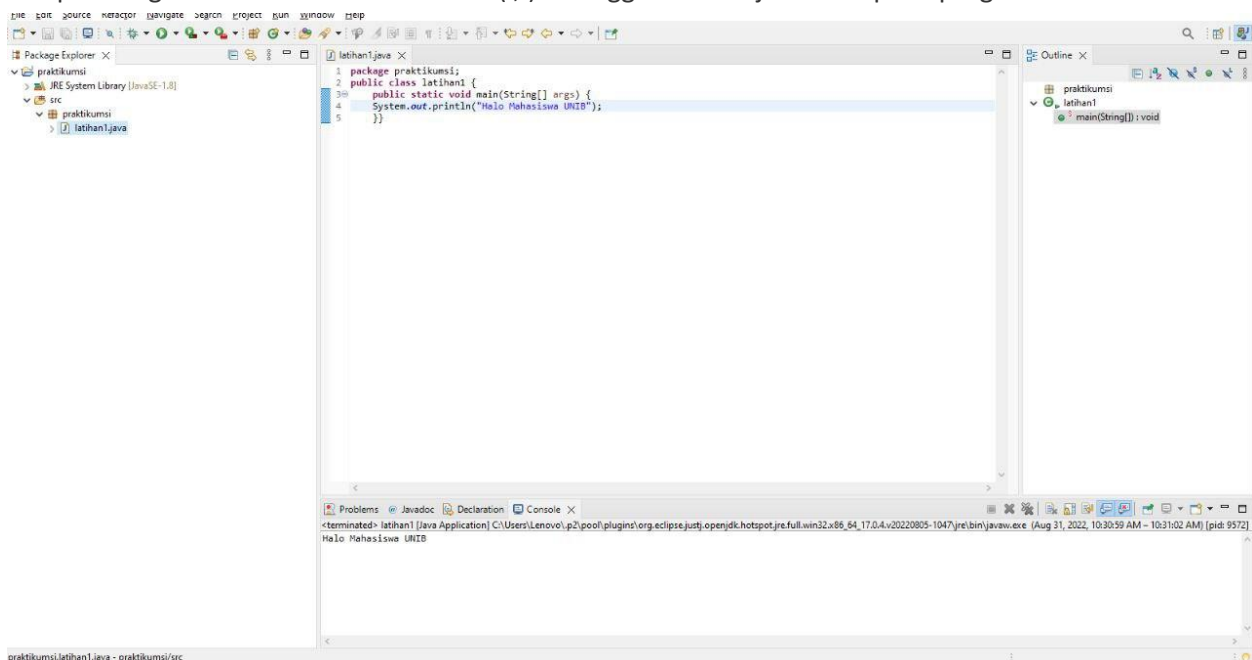 File Edit Source Refactor Navigate Search Project Run Window Help
Package Explorer
praktikumsi
JRE System Library [JavaSE-1.8]
src
praktikumsi
latihan1.java
latihan1.java
1 package praktikumsi;
2 public class latihan1 {
3 public static void main(String[] args) {
4 System.out.println("Halo Mahasiswa UNIB");
5 }}
Outline
praktikumsi
latihan1
main(String[]) : void
Problems Javadoc Declaration Console
<terminated> latihan1 [Java Application] C:\Users\Lenovo\.p2\pool\plugins\org.eclipse.justj.openjdk.hotspot.jre.full.win32.x86_64_17.0.4.v20220805-1047\jre\bin\javaw.exe (Aug 31, 2022, 10:30:59 AM – 10:31:02 AM) [pid: 9572]
Halo Mahasiswa UNIB
praktikumsi.latihan1.java - praktikumsi/src